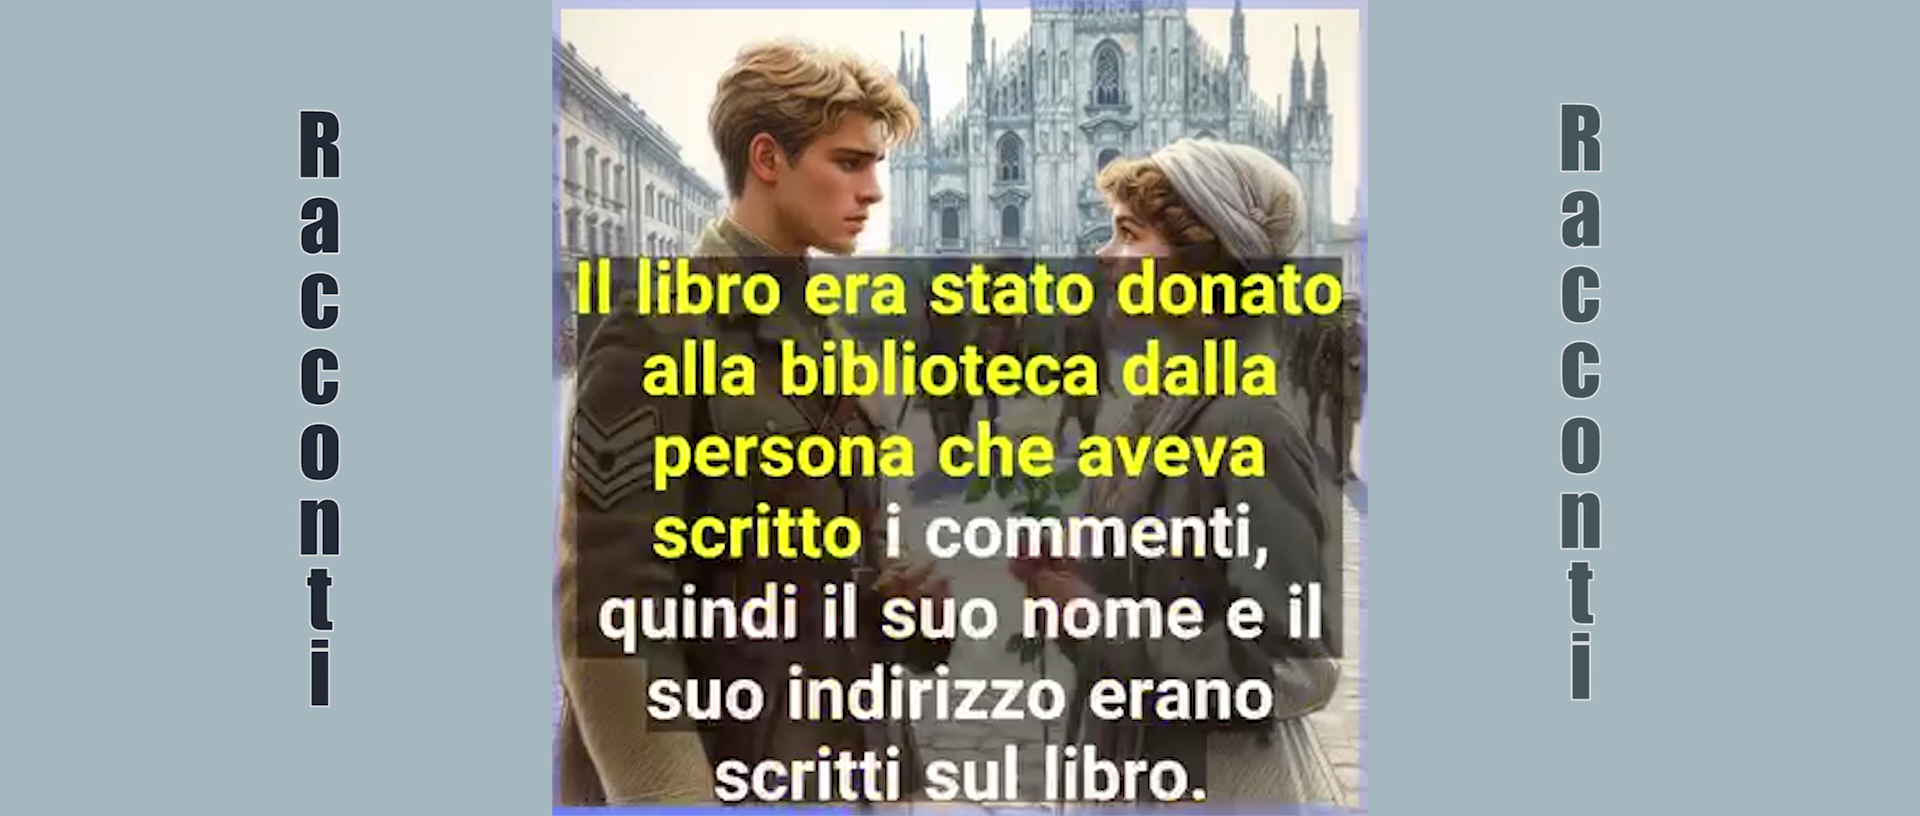 Racconti
Il libro era stato donato
alla biblioteca dalla
persona che aveva
scritto i commenti,
quindi il suo nome e il
suo indirizzo erano
scritti sul libro.
Racconti